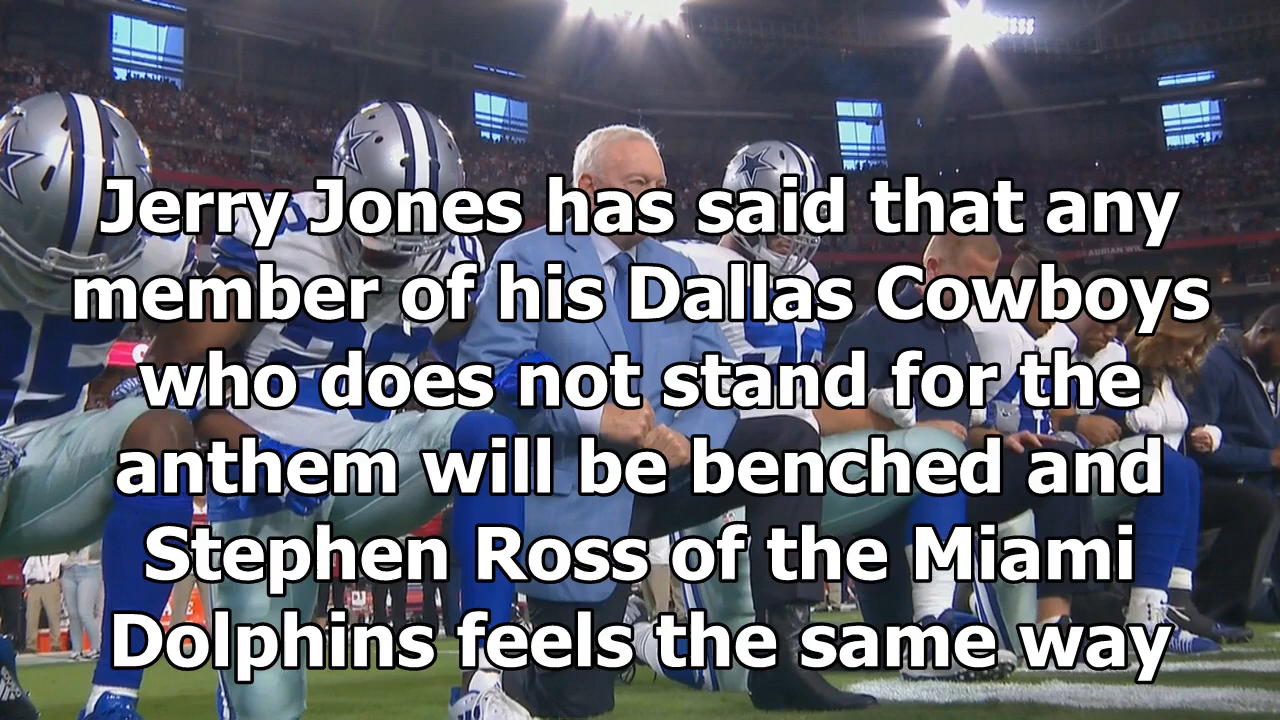 Jerry Jones has said that any
member of his Dallas Cowboys
who does not stand for the
anthem will be benched and
Stephen Ross of the Miami
Dolphins feels the same way